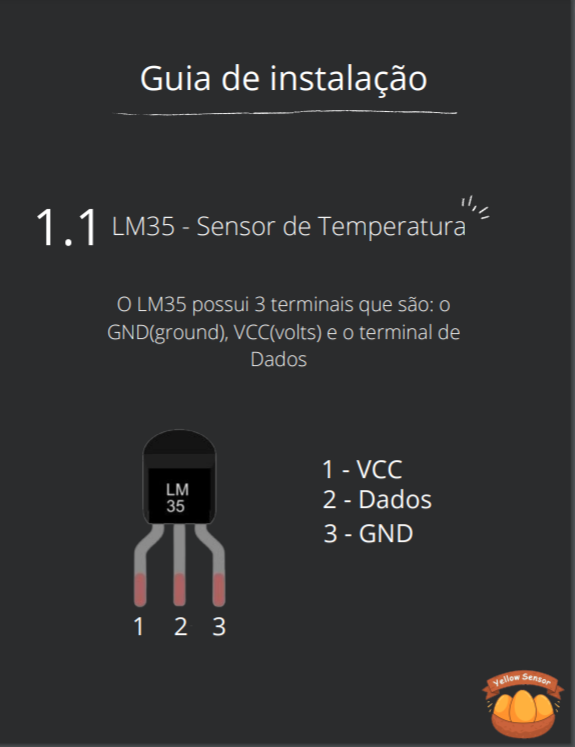 Guia de instalação
1.1 LM35 - Sensor de Temperatura
O LM35 possui 3 terminais que são: o
GND(ground), VCC(volts) e o terminal de
Dados
LM
35
1 2 3
1 - VCC
2 - Dados
3 - GND
Yellow Sensor